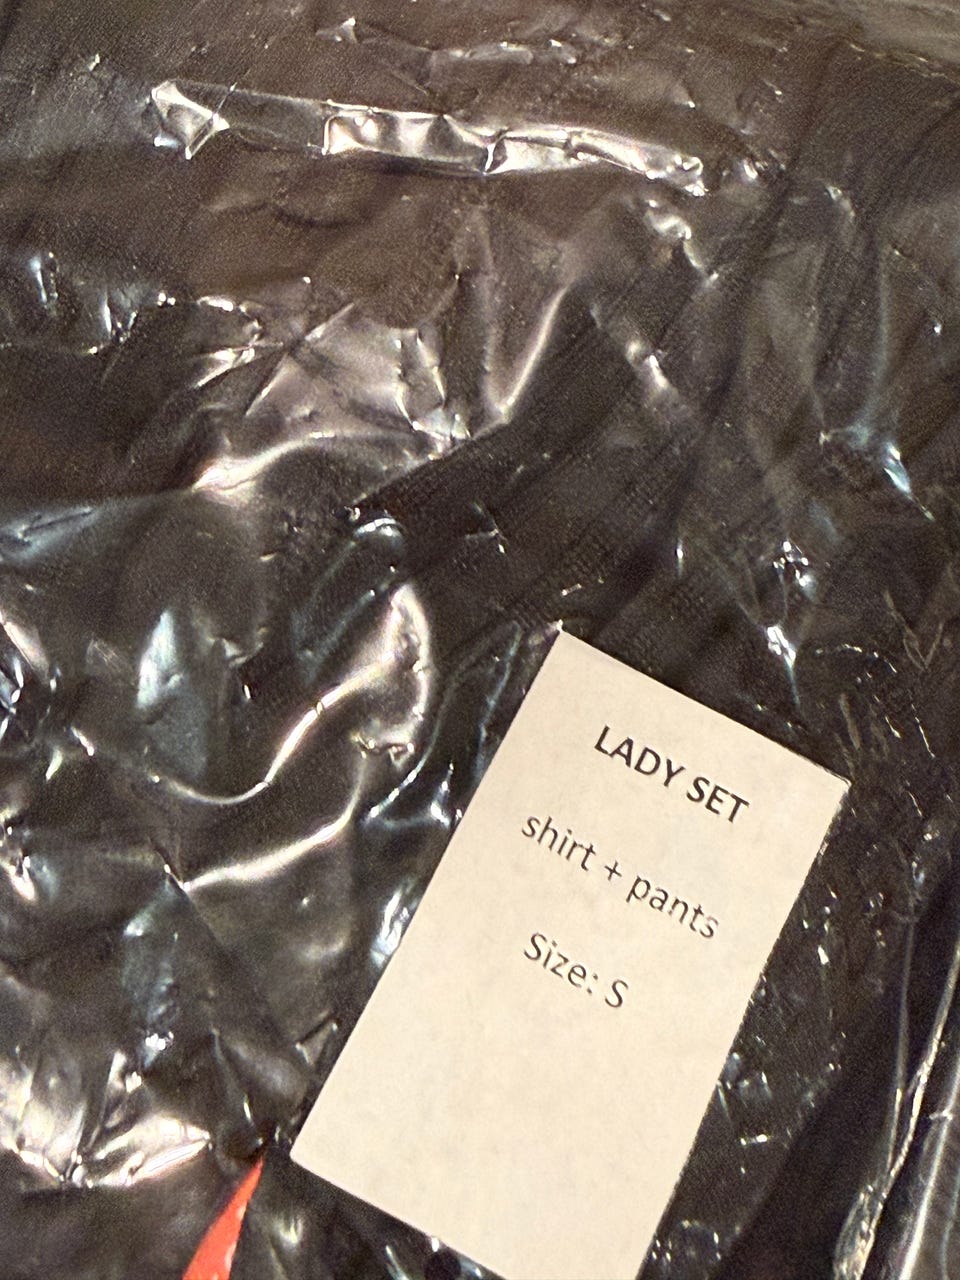 LADY SET
shirt + pants
Size: S